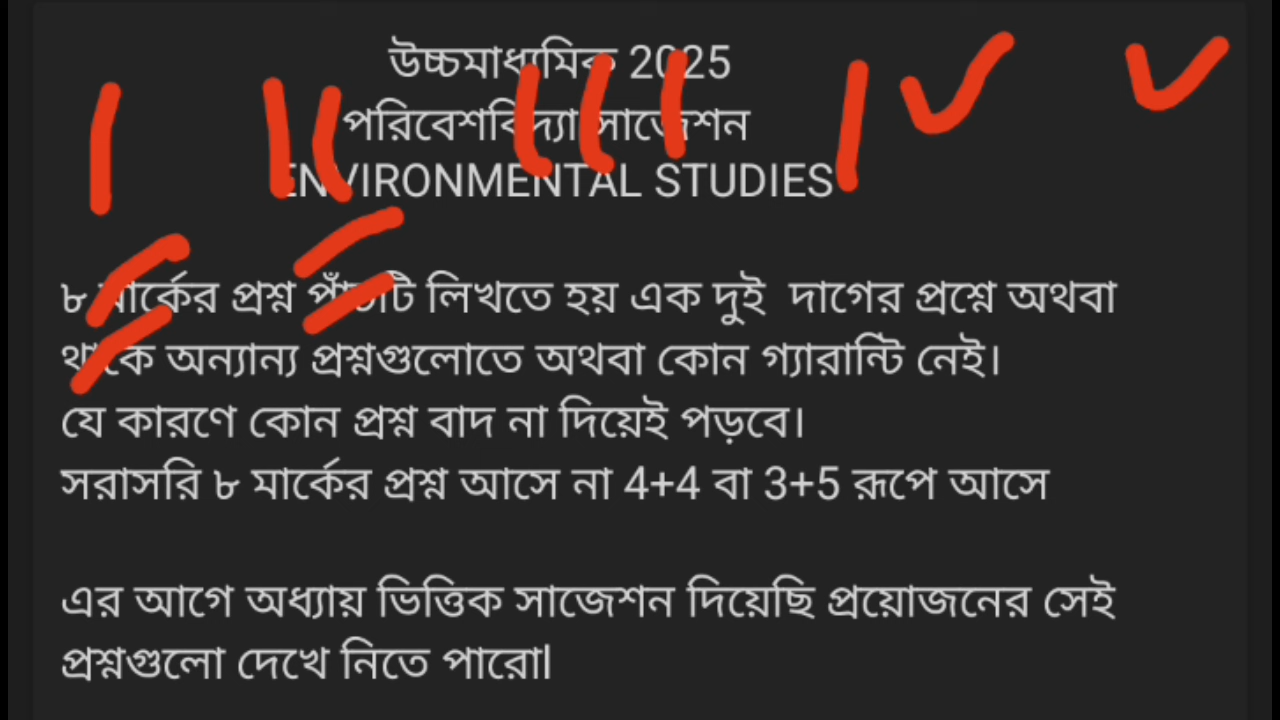 উচ্চমাধ্যমিক 2025
পরিবেশবিদ্যা সাজেশন
ENVIRONMENTAL STUDIES
৮ মার্কের প্রশ্ন পাঁচটি লিখতে হয় এক দুই দাগের প্রশ্নে অথবা
থাকে অন্যান্য প্রশ্নগুলোতে অথবা কোন গ্যারান্টি নেই।
যে কারণে কোন প্রশ্ন বাদ না দিয়েই পড়বে।
সরাসরি ৮ মার্কের প্রশ্ন আসে না 4+4 বা 3+5 রূপে আসে
এর আগে অধ্যায় ভিত্তিক সাজেশন দিয়েছি প্রয়োজনের সেই
প্রশ্নগুলো দেখে নিতে পারো।